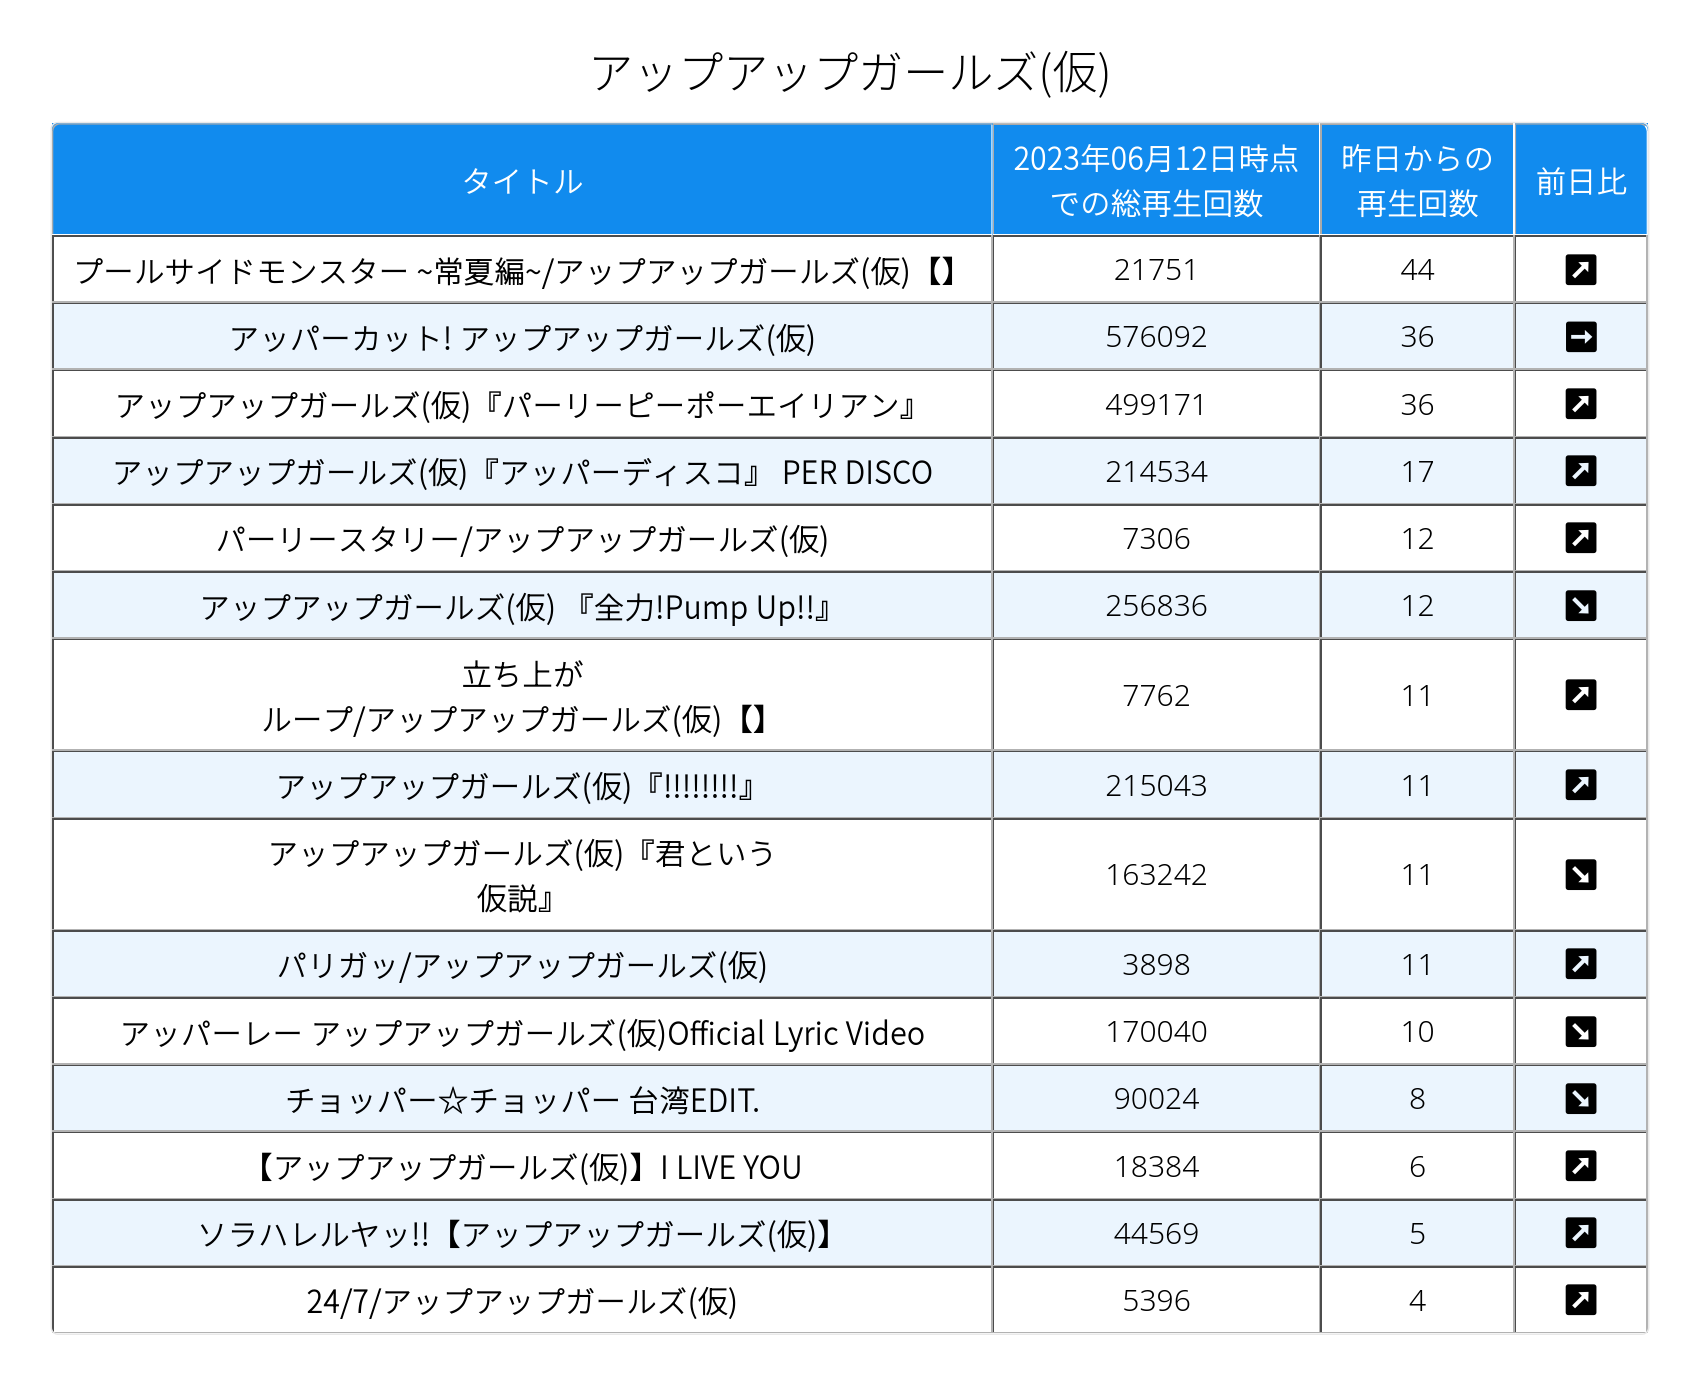 アップアップガールズ(仮)
タイトル
2023年06月12日時点
での総再生回数
昨日からの
再生回数
前日比
プールサイドモンスター ~常夏編~/アップアップガールズ(仮)【】 21751 44
アッパーカット! アップアップガールズ(仮) 576092 36
アップアップガールズ(仮)『パーリーピーポーエイリアン』 499171 36
アップアップガールズ(仮)『アッパーディスコ』 PER DISCO 214534 17
パーリースタリー/アップアップガールズ(仮) 7306 12
アップアップガールズ(仮) 『全力!Pump Up!!』 256836 12
立ち上が
ループ/アップアップガールズ(仮)【】 7762 11
アップアップガールズ(仮)『!!!!!!!!』 215043 11
アップアップガールズ(仮)『君という
仮説』 163242 11
パリガッ/アップアップガールズ(仮) 3898 11
アッパーレー アップアップガールズ(仮)Official Lyric Video 170040 10
チョッパー☆チョッパー 台湾EDIT. 90024 8
【アップアップガールズ(仮)】I LIVE YOU 18384 6
ソラハレルヤッ!!【アップアップガールズ(仮)】 44569 5
24/7/アップアップガールズ(仮) 5396 4